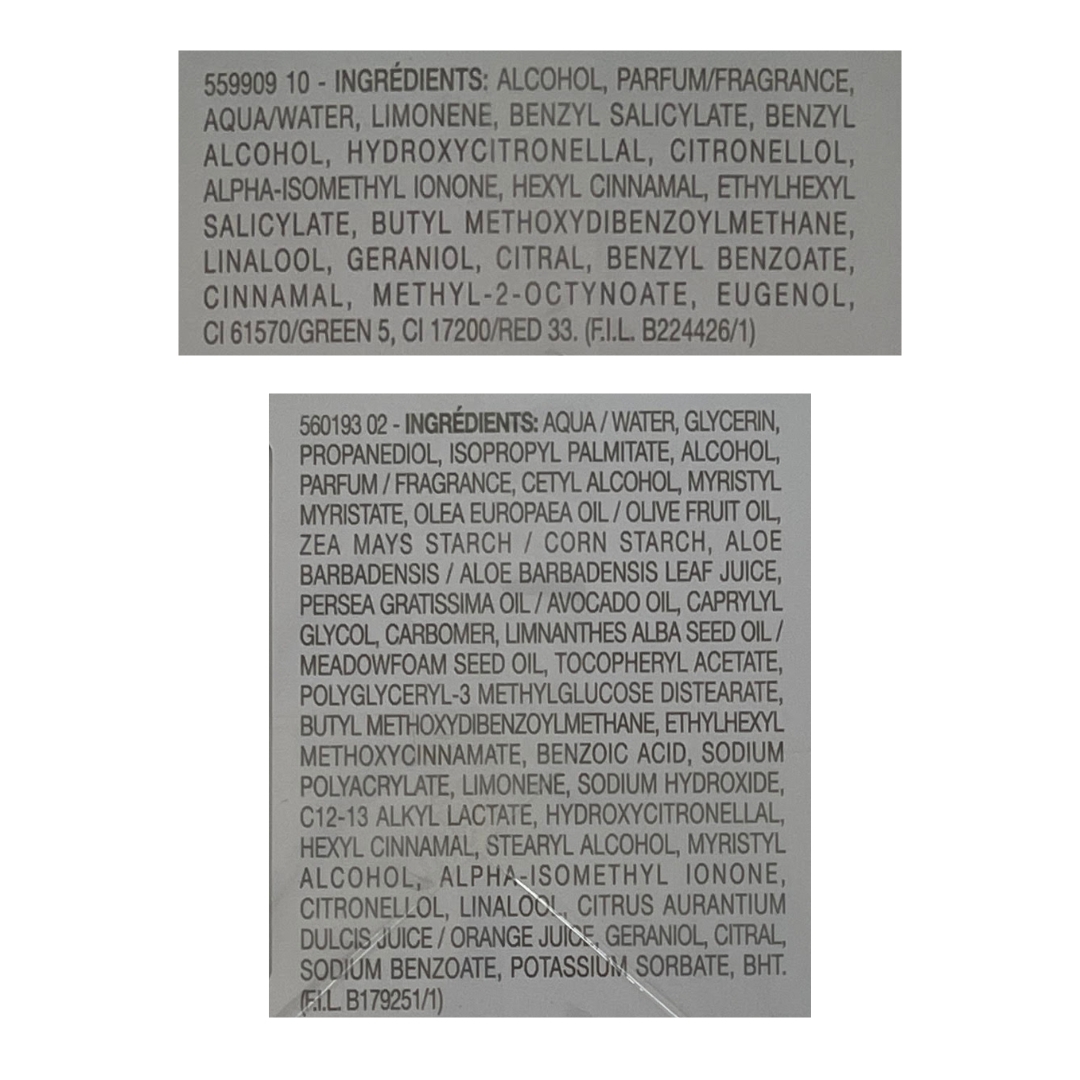 559909 10 - INGRÉDIENTS: ALCOHOL, PARFUM/FRAGRANCE,
AQUA/WATER, LIMONENE, BENZYL SALICYLATE, BENZYL
ALCOHOL, HYDROXYCITRONELLAL, CITRONELLOL,
ALPHA-ISOMETHYL IONONE, HEXYL CINNAMAL, ETHYLHEXYL
SALICYLATE, BUTYL METHOXYDIBENZOYLMETHANE,
LINALOOL, GERANIOL, CITRAL, BENZYL BENZOATE,
CINNAMAL, METHYL-2-OCTYNOATE, EUGENOL,
CI 61570/GREEN 5, CI 17200/RED 33. (F.I.L. B224426/1)
560193 02 - INGRÉDIENTS: AQUA / WATER, GLYCERIN,
PROPANEDIOL, ISOPROPYL PALMITATE, ALCOHOL,
PARFUM / FRAGRANCE, CETYL ALCOHOL, MYRISTYL
MYRISTATE, OLEA EUROPAEA OIL / OLIVE FRUIT OIL,
ZEA MAYS STARCH / CORN STARCH, ALOE
BARBADENSIS / ALOE BARBADENSIS LEAF JUICE,
PERSEA GRATISSIMA OIL / AVOCADO OIL, CAPRYLYL
GLYCOL, CARBOMER, LIMNANTHES ALBA SEED OIL /
MEADOWFOAM SEED OIL, TOCOPHERYL ACETATE,
POLYGLYCERYL-3 METHYLGLUCOSE DISTEARATE,
BUTYL METHOXYDIBENZOYLMETHANE, ETHYLHEXYL
METHOXYCINNAMATE, BENZOIC ACID, SODIUM
POLYACRYLATE, LIMONENE, SODIUM HYDROXIDE,
C12-13 ALKYL LACTATE, HYDROXYCITRONELLAL,
HEXYL CINNAMAL, STEARYL ALCOHOL, MYRISTYL
ALCOHOL, ALPHA-ISOMETHYL IONONE,
CITRONELLOL, LINALOOL, CITRUS AURANTIUM
DULCIS JUICE / ORANGE JUICE, GERANIOL, CITRAL,
SODIUM BENZOATE, POTASSIUM SORBATE, BHT.
(F.I.L. B179251/1)